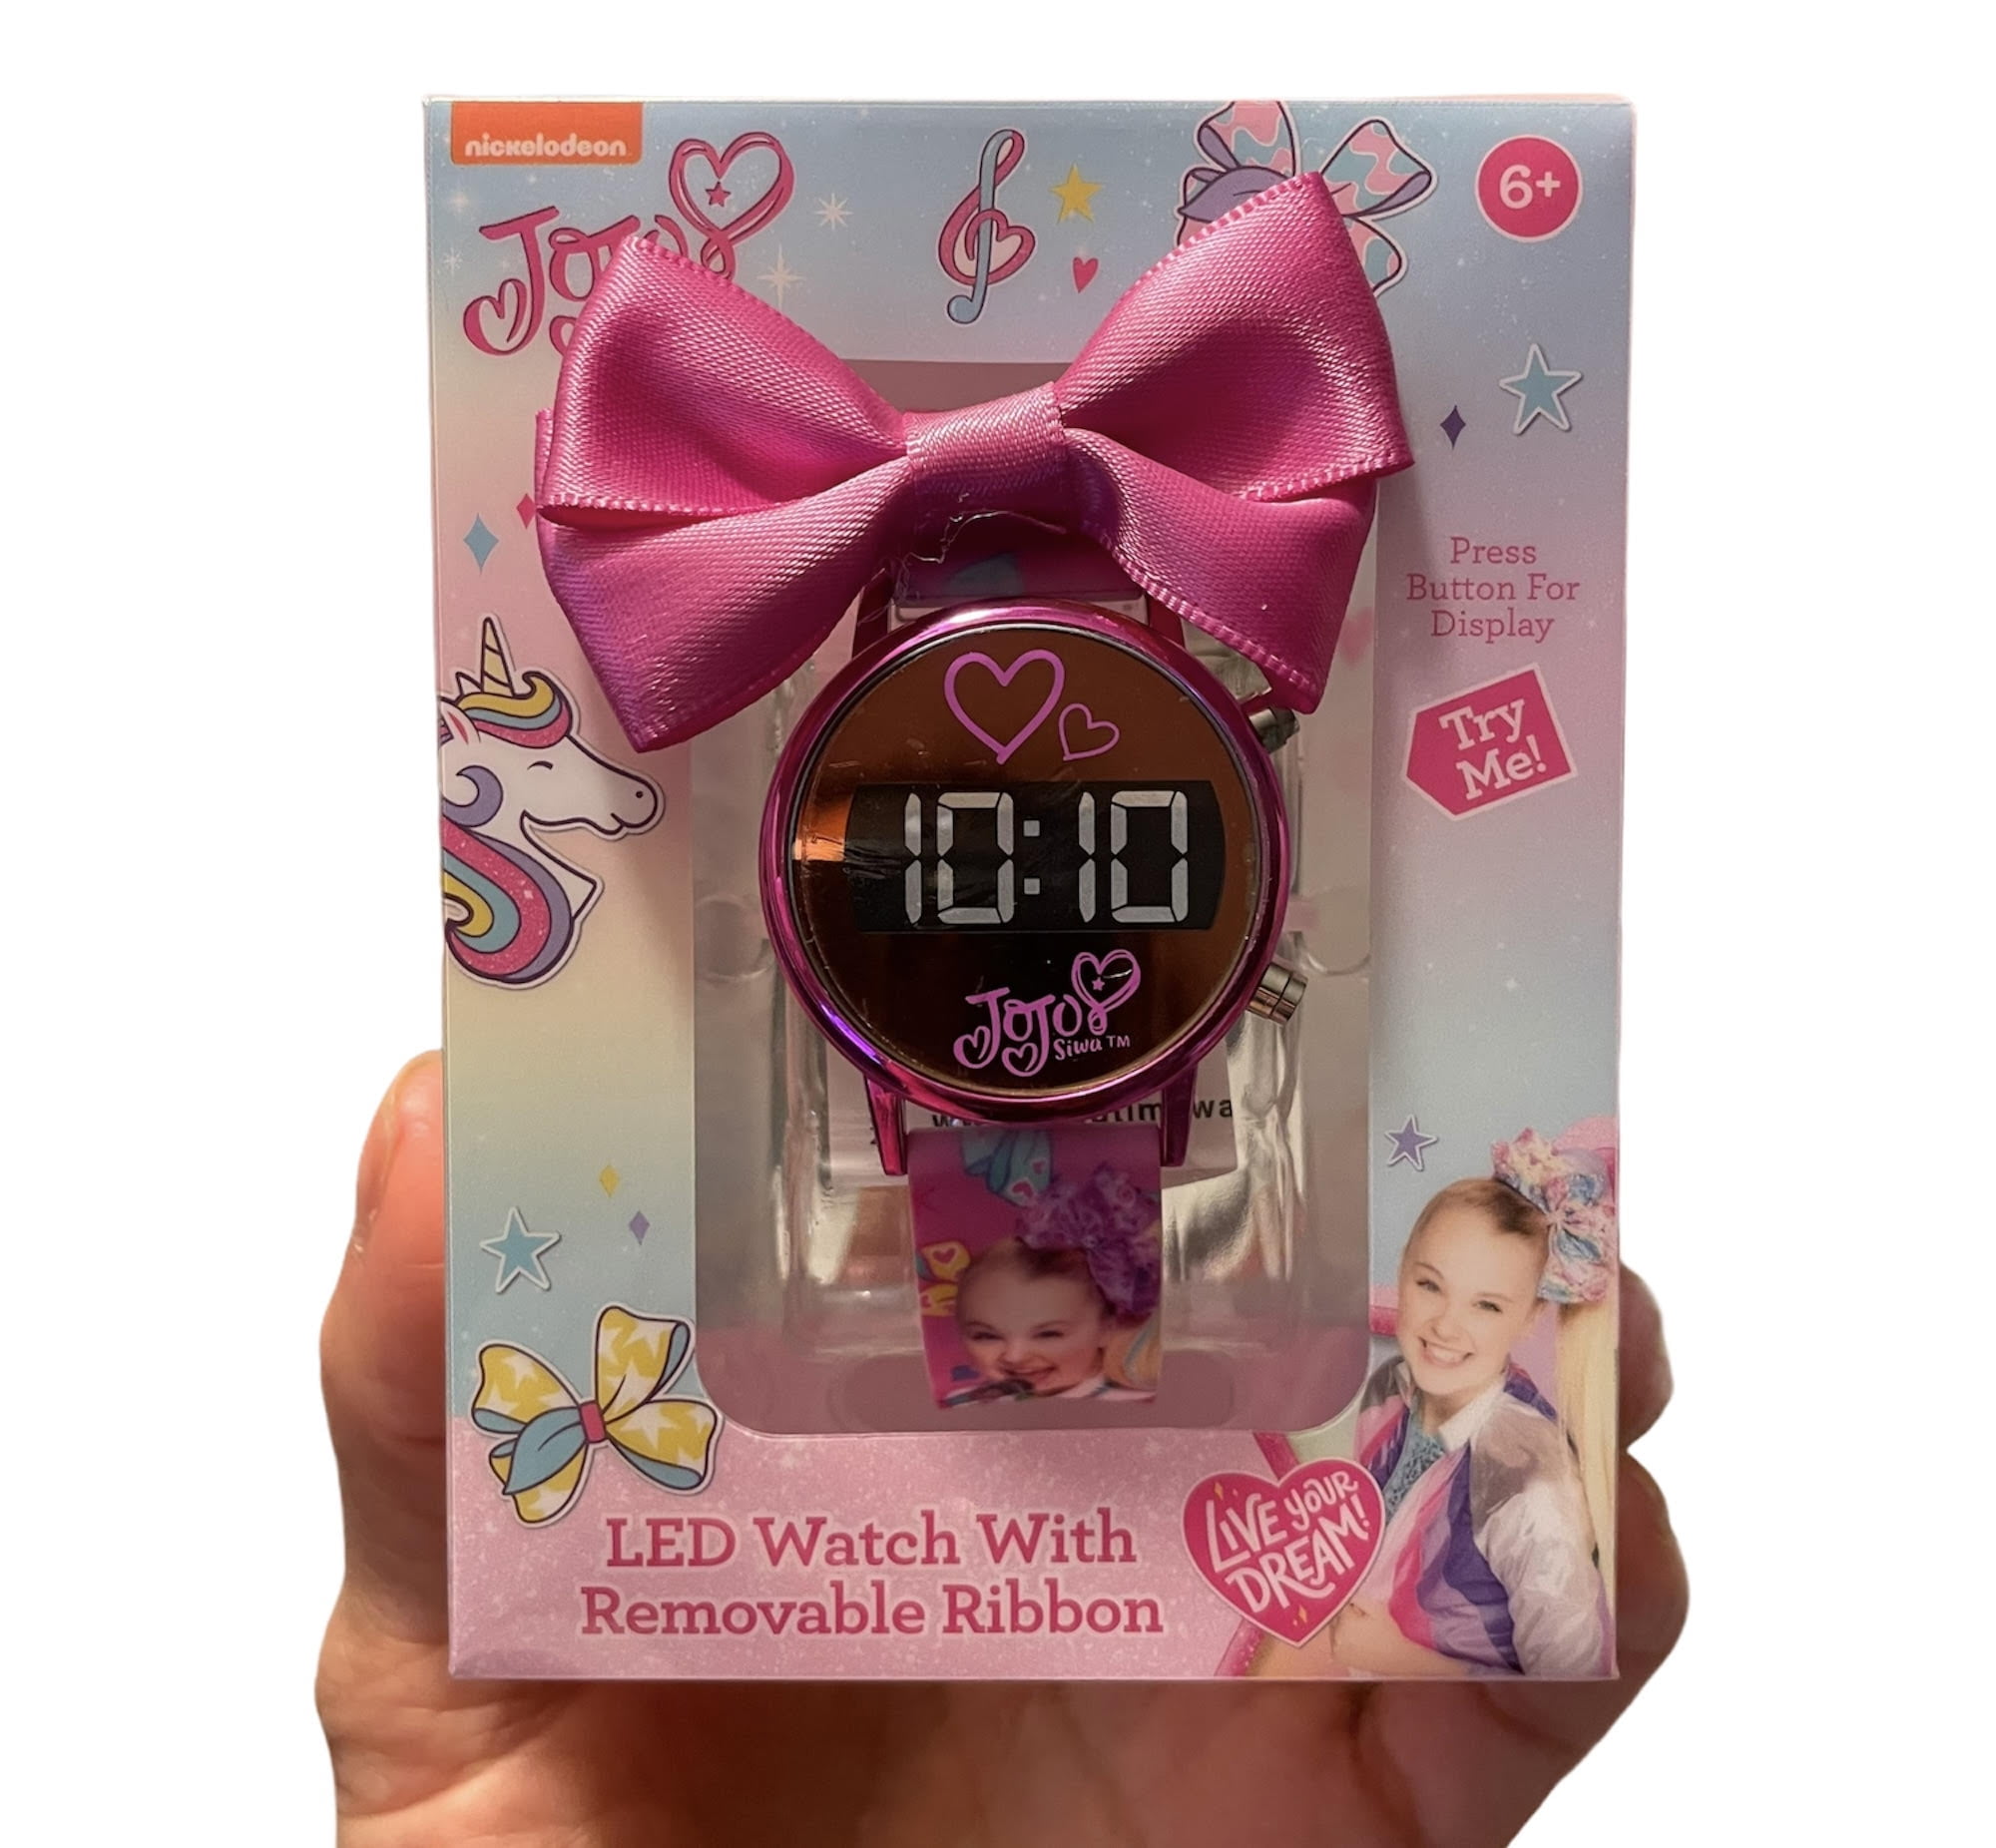 nickelodeon
JoJo
6+
Press
Button For
Display
Try
Me!
10:10
JoJo
Siwa TM
LIVE YOUR
DREAM!
LED Watch With
Removable Ribbon